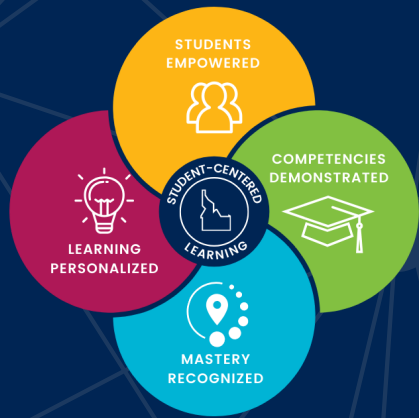 STUDENTS
EMPOWERED
COMPETENCIES
DEMONSTRATED
STUDENT-CENTERED
LEARNING
LEARNING
PERSONALIZED
MASTERY
RECOGNIZED